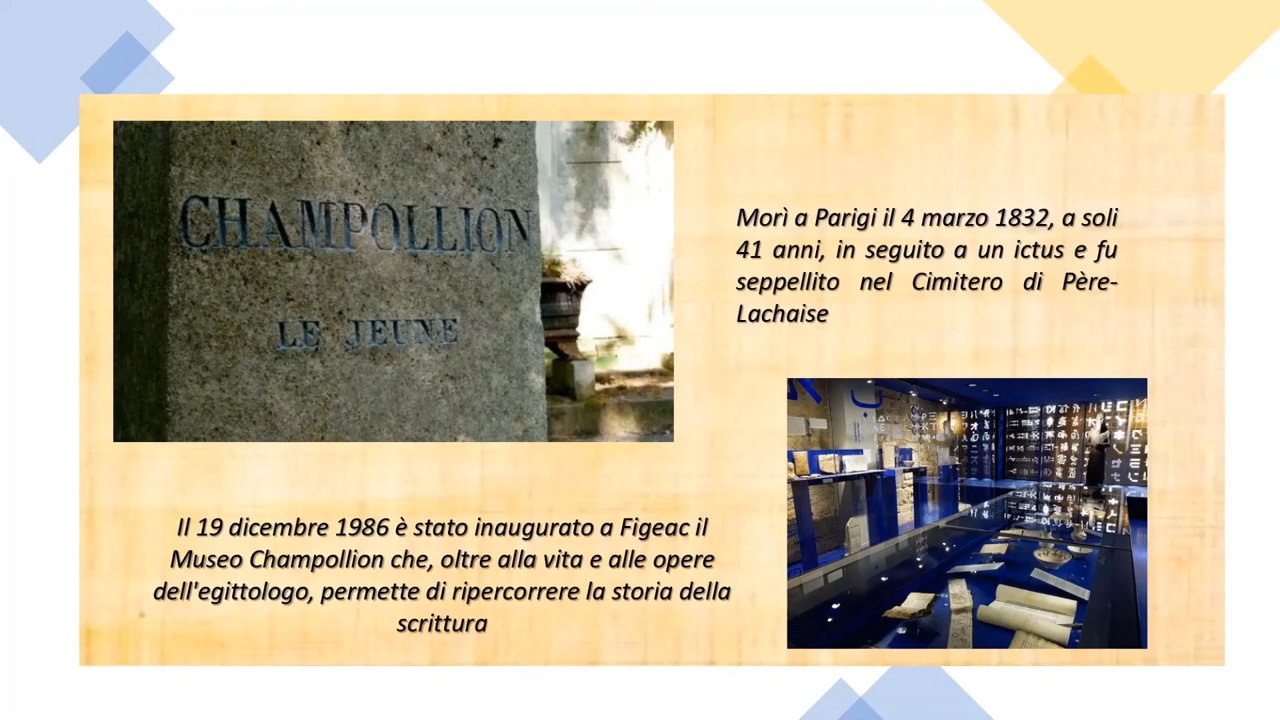 CHAMPOLLION
LE JEUNE
Morì a Parigi il 4 marzo 1832, a soli
41 anni, in seguito a un ictus e fu
seppellito nel Cimitero di Père-
Lachaise
Il 19 dicembre 1986 è stato inaugurato a Figeac il
Museo Champollion che, oltre alla vita e alle opere
dell'egittologo, permette di ripercorrere la storia della
scrittura